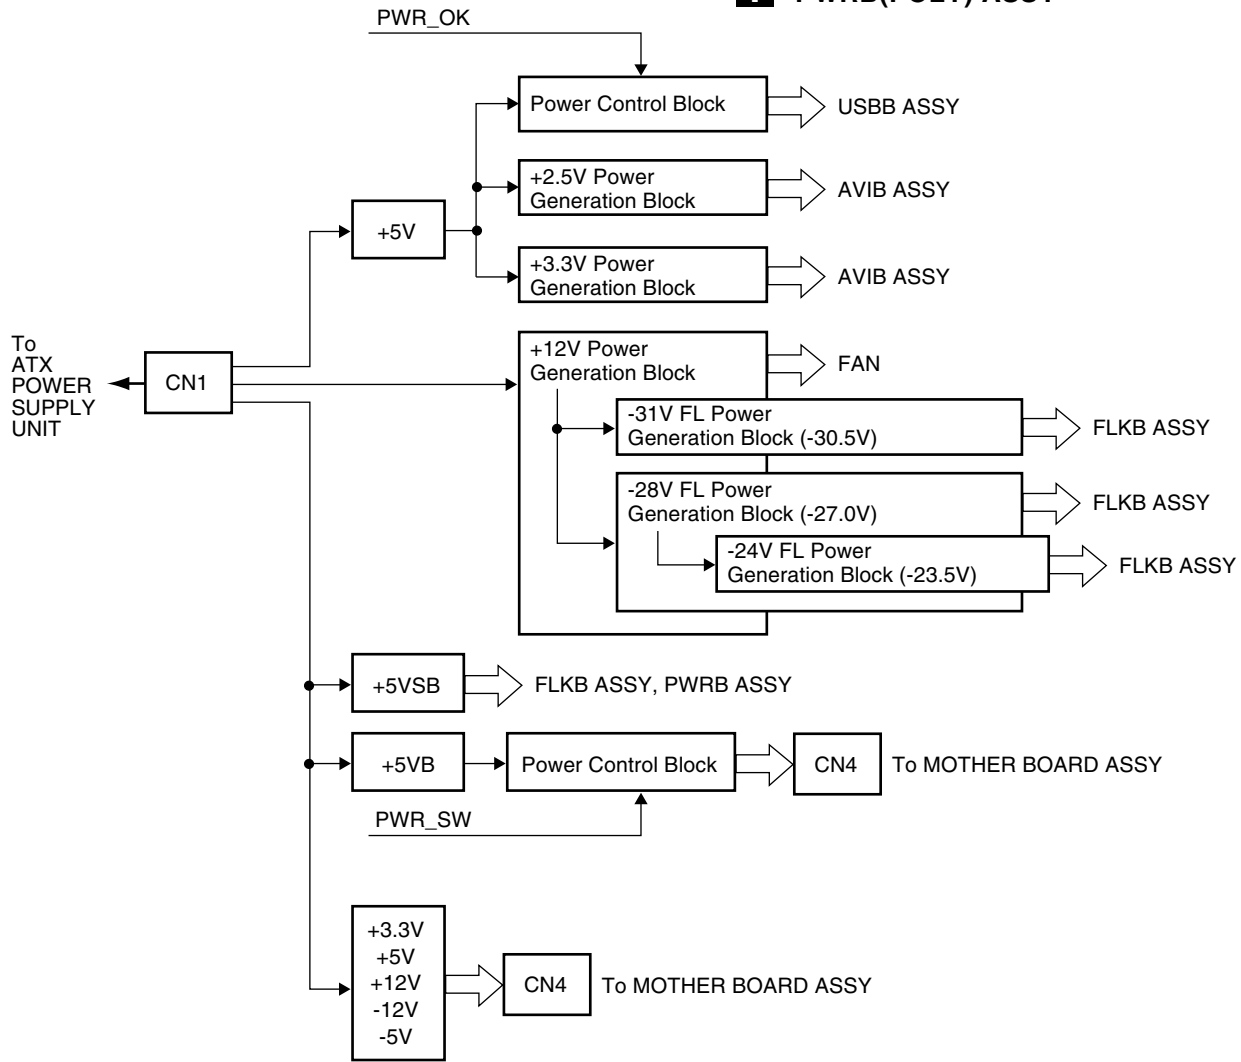 PWR_OK
Power Control Block
USBB ASSY
+2.5V Power
Generation Block
AVIB ASSY
+5V
+3.3V Power
Generation Block
AVIB ASSY
To
ATX
POWER
SUPPLY
UNIT
CN1
+12V Power
Generation Block
FAN
-31V FL Power
Generation Block (-30.5V)
FLKB ASSY
-28V FL Power
Generation Block (-27.0V)
FLKB ASSY
-24V FL Power
Generation Block (-23.5V)
FLKB ASSY
+5VSB
FLKB ASSY, PWRB ASSY
+5VB
Power Control Block
CN4
To MOTHER BOARD ASSY
PWR_SW
+3.3V
+5V
+12V
-12V
-5V
CN4
To MOTHER BOARD ASSY